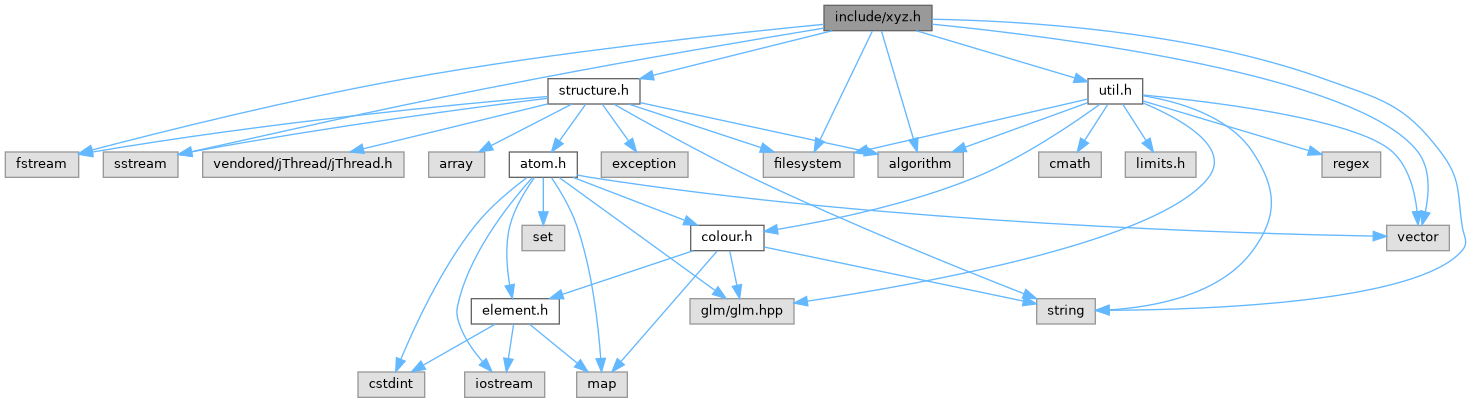 include/xyz.h
structure.h
util.h
fstream
sstream
vendored/jThread/jThread.h
array
atom.h
exception
filesystem
algorithm
cmath
limits.h
regex
set
colour.h
vector
element.h
glm/glm.hpp
string
cstdint
iostream
map